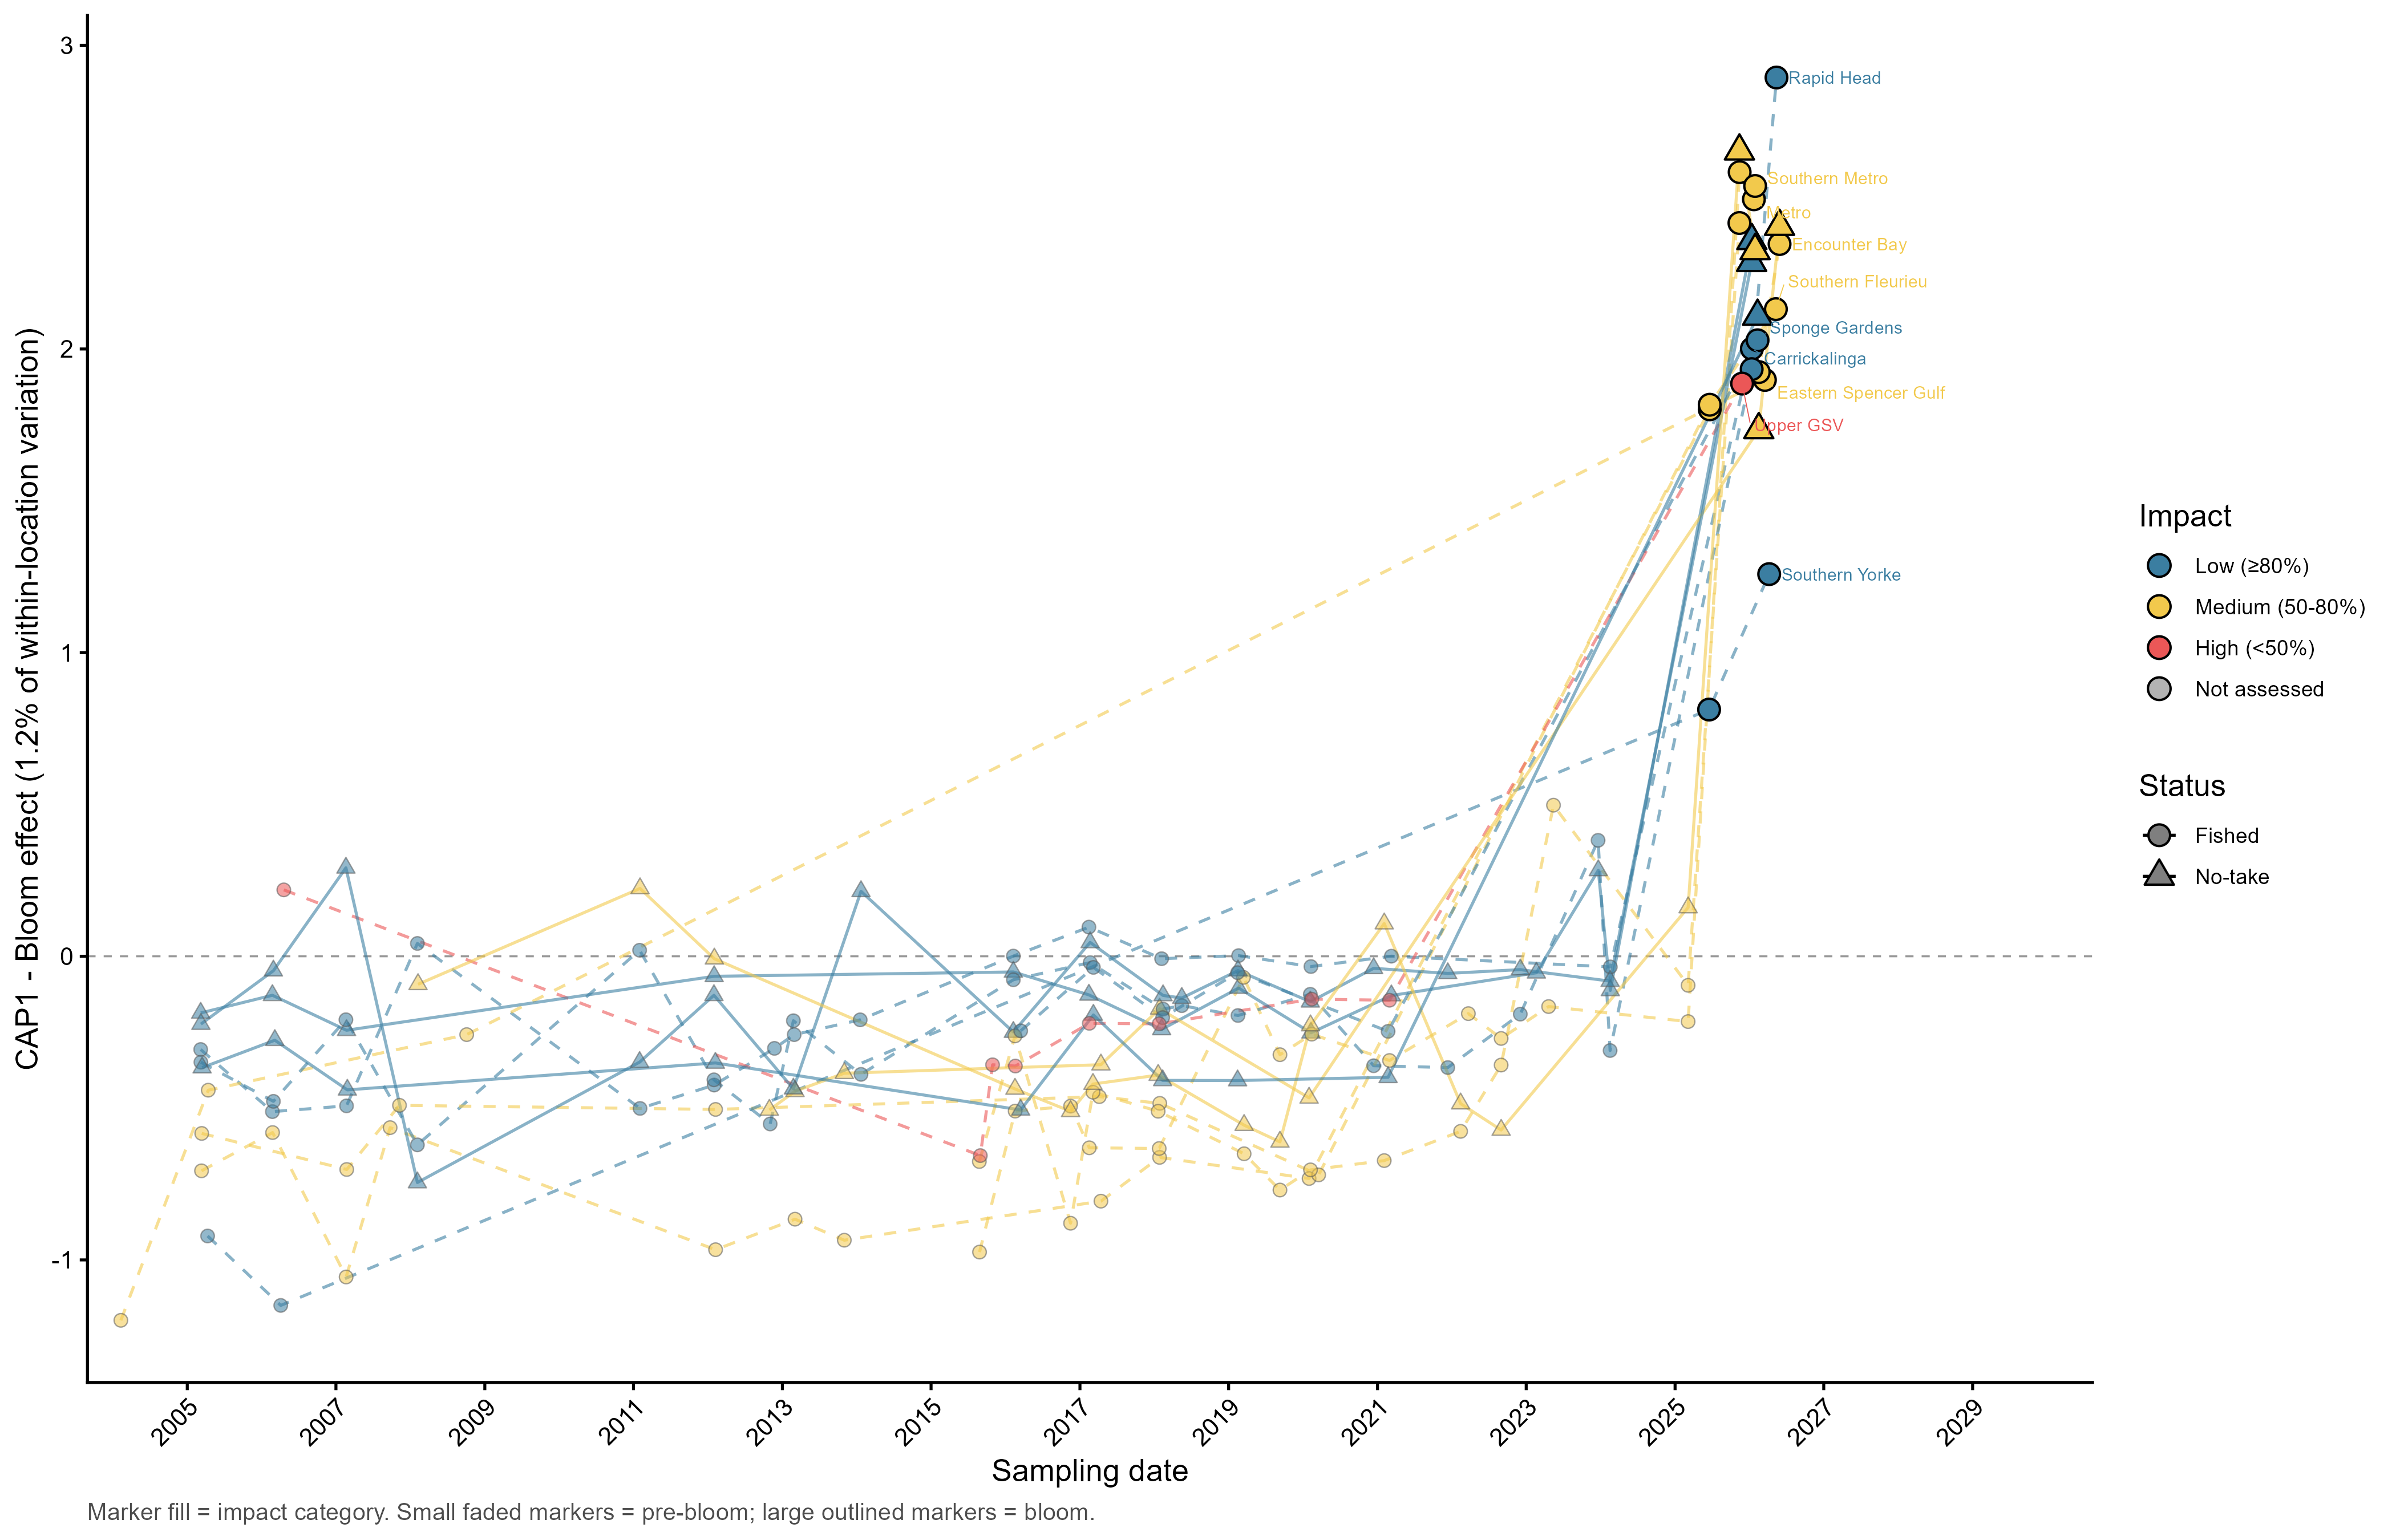 CAP1 - Bloom effect (1.2% of within-location variation)
3
2
1
0
-1
Rapid Head
Southern Metro
Metro
Encounter Bay
Southern Fleurieu
Sponge Gardens
Carrickalinga
Eastern Spencer Gulf
Upper GSV
Southern Yorke
Impact
Low (≥80%)
Medium (50-80%)
High (<50%)
Not assessed
Status
Fished
No-take
2005
2007
2009
2011
2013
2015
2017
2019
2021
2023
2025
2027
2029
Sampling date
Marker fill = impact category. Small faded markers = pre-bloom; large outlined markers = bloom.